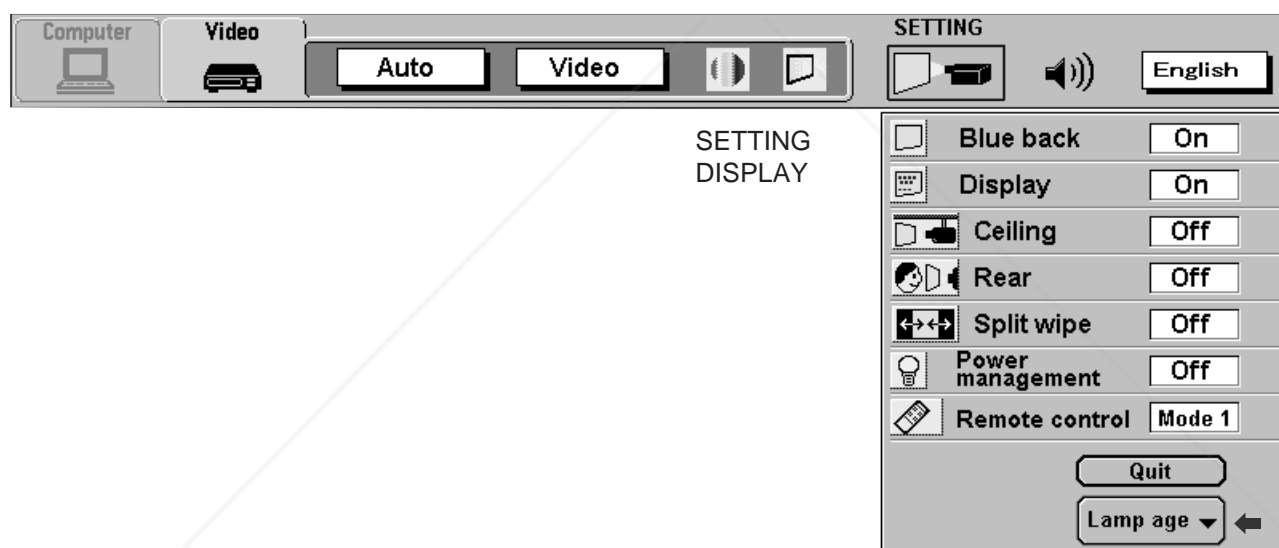 Computer
Video
Auto
Video
SETTING
English
SETTING
DISPLAY
Blue back On
Display On
Ceiling Off
Rear Off
Split wipe Off
Power
management Off
Remote control Mode 1
Quit
Lamp age